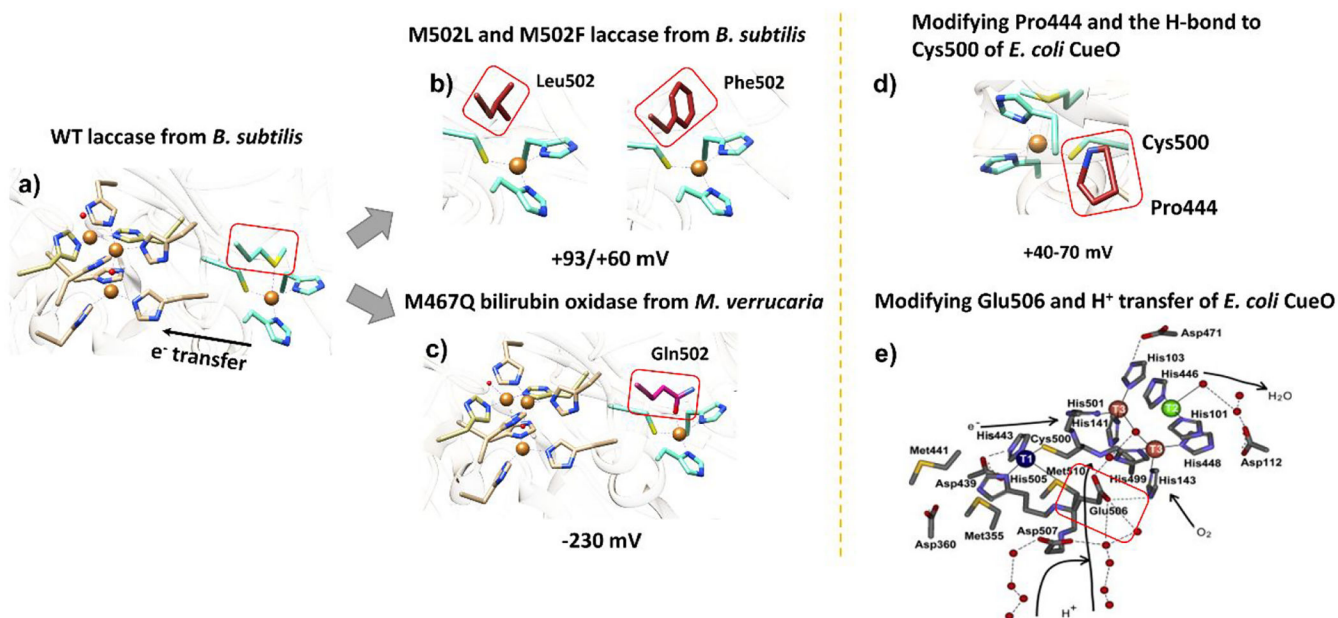 WT laccase from B. subtilis
a)
e- transfer
M502L and M502F laccase from B. subtilis
b)
Leu502
Phe502
+93/+60 mV
M467Q bilirubin oxidase from M. verrucaria
c)
Gln502
-230 mV
Modifying Pro444 and the H-bond to
Cys500 of E. coli CueO
d)
Cys500
Pro444
+40-70 mV
Modifying Glu506 and H+ transfer of E. coli CueO
e)
Asp471
His103
His446
H2O
His501
T3
T2
His101
e-
His141
His443
Cys500
T3
Met441
T1
Met510
His448
Asp112
Asp439
His505
His499
His143
Glu506
Asp360
Met355
Asp507
O2
H+